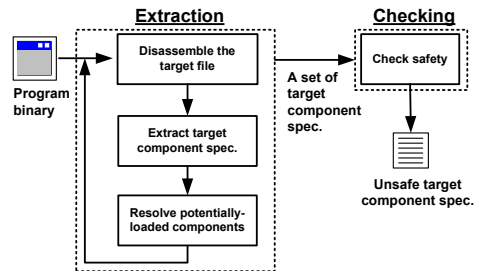 Extraction
Checking
Disassemble the
target file
Check safety
Program
binary
A set of
target
component
spec.
Extract target
component spec.
Resolve potentially-
loaded components
Unsafe target
component spec.